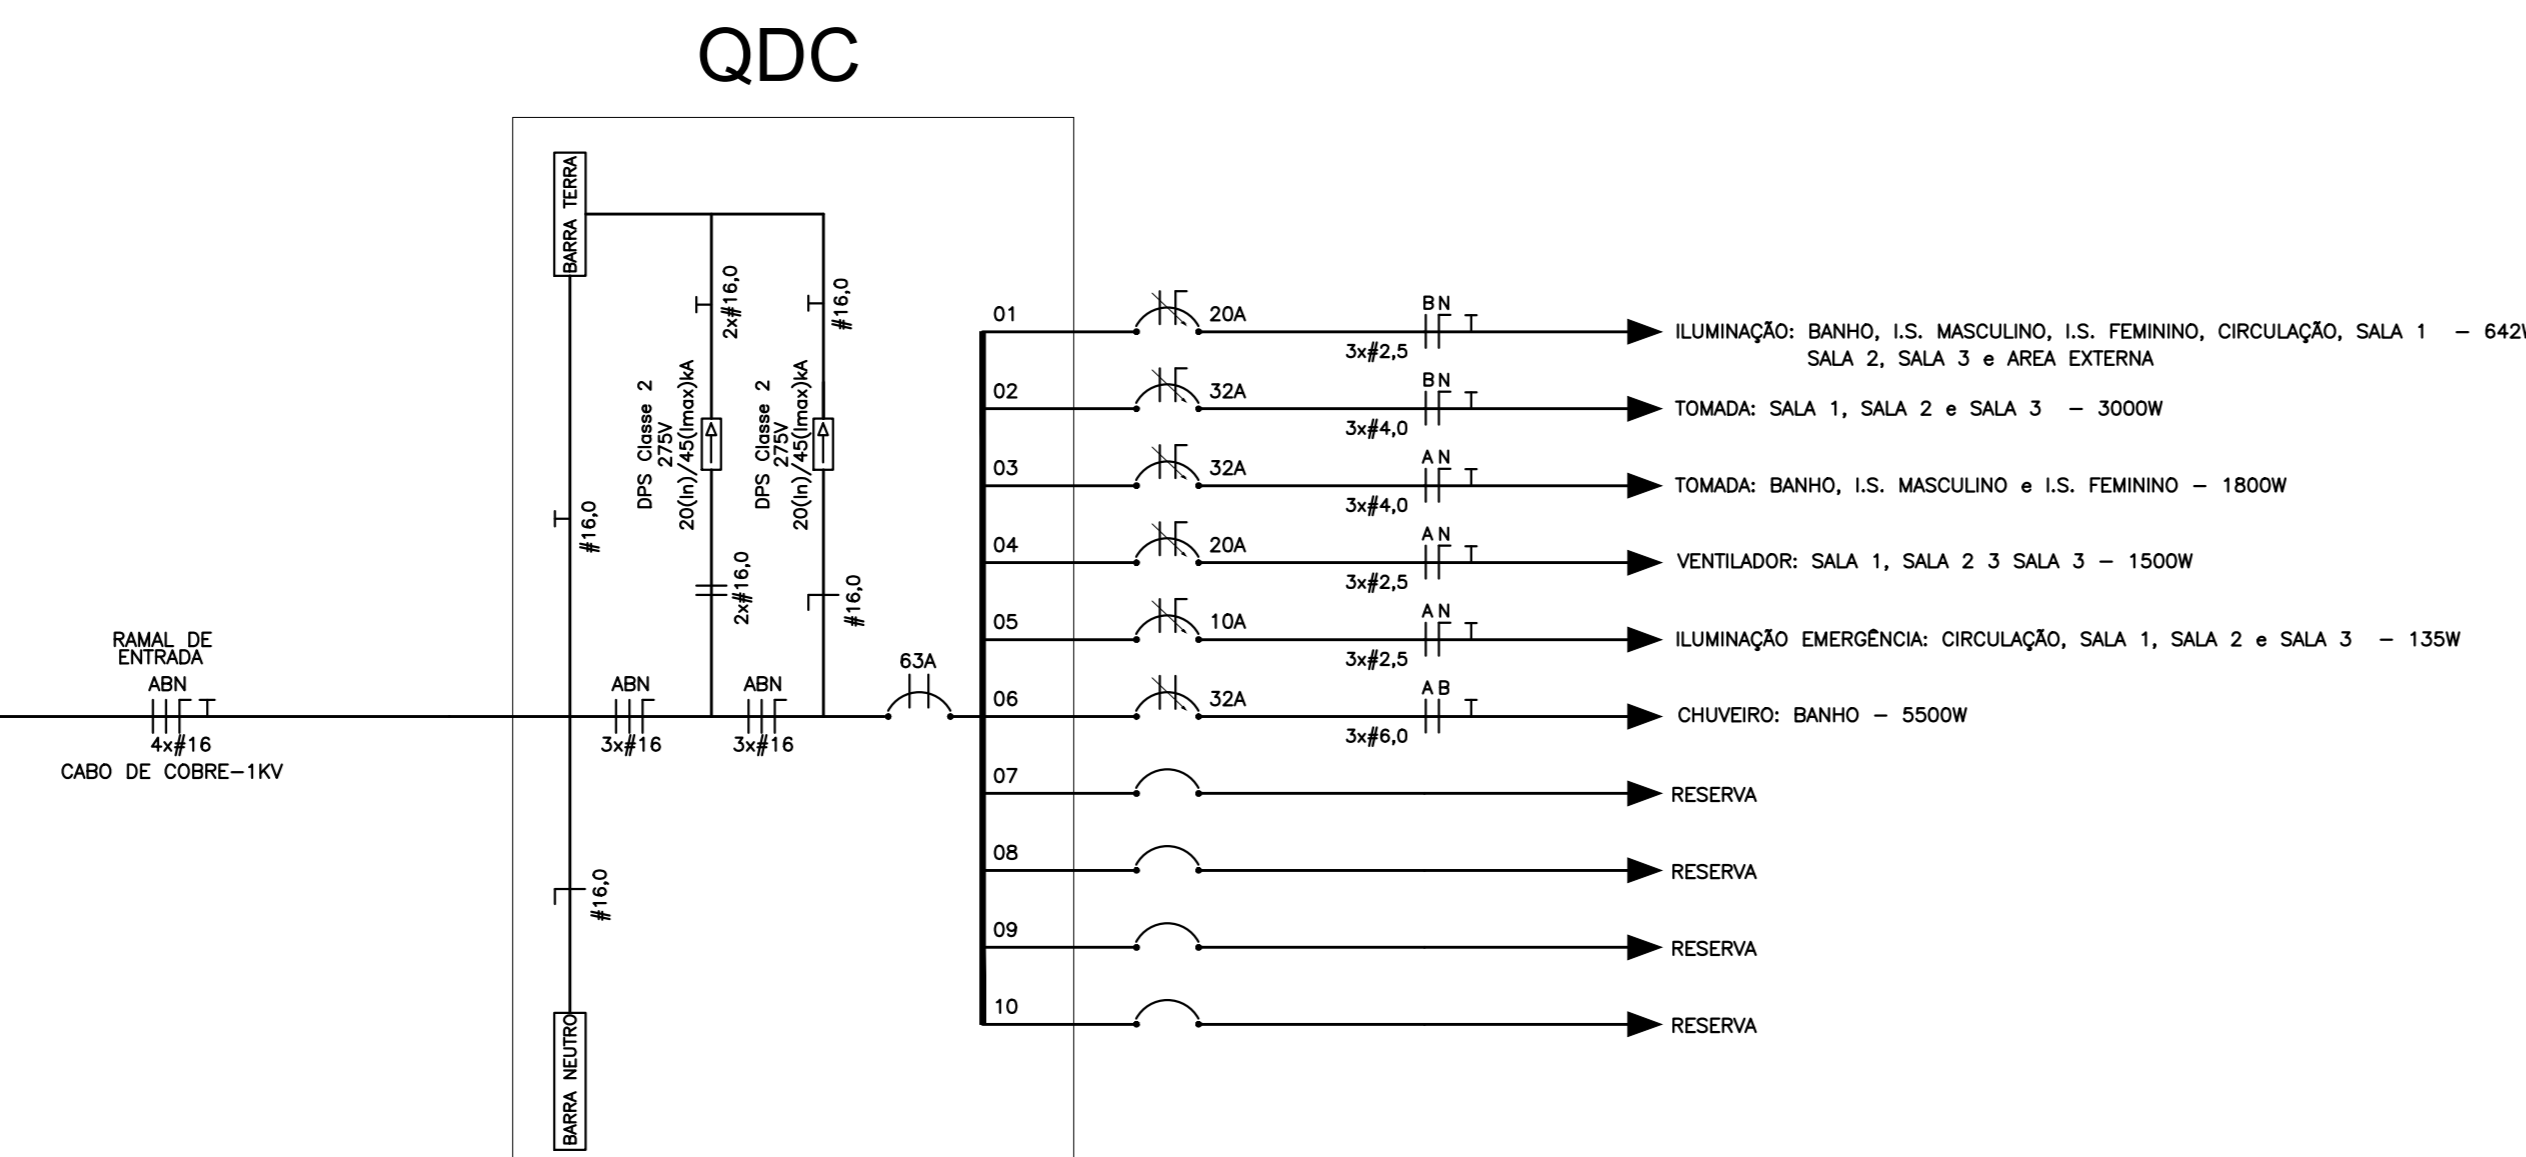 QDC
BARRA TERRA
2x#16,0
#16,0
DPS Classe 2
275V
20(In)/45(Imax)kA
DPS Classe 2
275V
20(In)/45(Imax)kA
#16,0
2x#16,0
#16,0
RAMAL DE
ENTRADA
ABN
4x#16
CABO DE COBRE-1KV
ABN
3x#16
ABN
3x#16
63A
#16,0
BARRA NEUTRO
01 20A BN
3x#2,5
ILUMINAÇÃO: BANHO, I.S. MASCULINO, I.S. FEMININO, CIRCULAÇÃO, SALA 1 - 642W
SALA 2, SALA 3 e AREA EXTERNA
02 32A BN
3x#4,0
TOMADA: SALA 1, SALA 2 e SALA 3 - 3000W
03 32A AN
3x#4,0
TOMADA: BANHO, I.S. MASCULINO e I.S. FEMININO - 1800W
04 20A AN
3x#2,5
VENTILADOR: SALA 1, SALA 2 3 SALA 3 - 1500W
05 10A AN
3x#2,5
ILUMINAÇÃO EMERGÊNCIA: CIRCULAÇÃO, SALA 1, SALA 2 e SALA 3 - 135W
06 32A AB
3x#6,0
CHUVEIRO: BANHO - 5500W
07 RESERVA
08 RESERVA
09 RESERVA
10 RESERVA